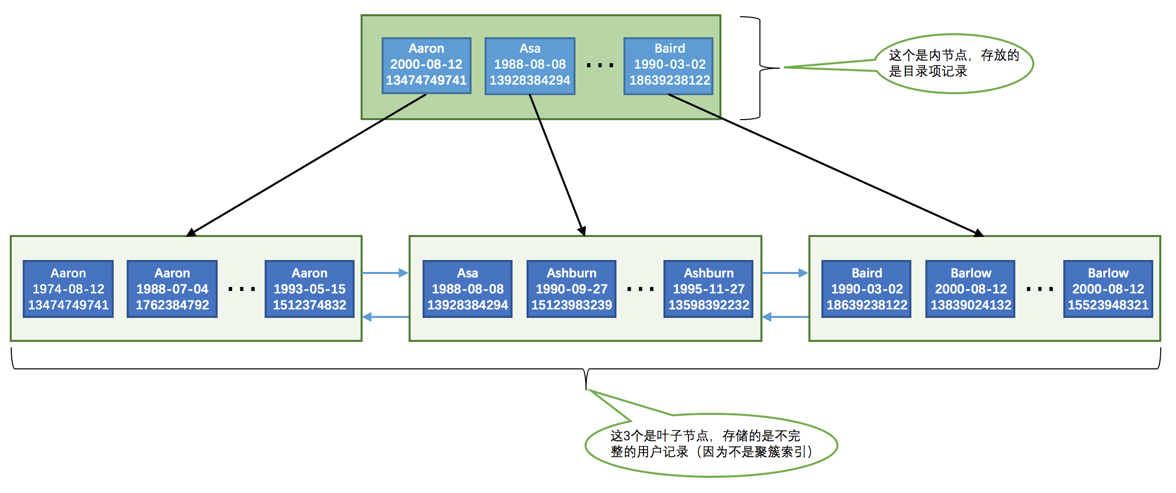 Aaron
2000-08-12
13474749741
Asa
1988-08-08
13928384294
...
Baird
1990-03-02
18639238122
这个是内节点，存放的
是目录项记录
Aaron
1974-08-12
13474749741
Aaron
1988-07-04
1762384792
...
Aaron
1993-05-15
1512374832
Asa
1988-08-08
13928384294
Ashburn
1990-09-27
15123983239
...
Ashburn
1995-11-27
13598392232
Baird
1990-03-02
18639238122
Barlow
2000-08-12
13839024132
...
Barlow
2000-08-12
15523948321
这3个是叶子节点，存储的是不完
整的用户记录（因为不是聚簇索引）